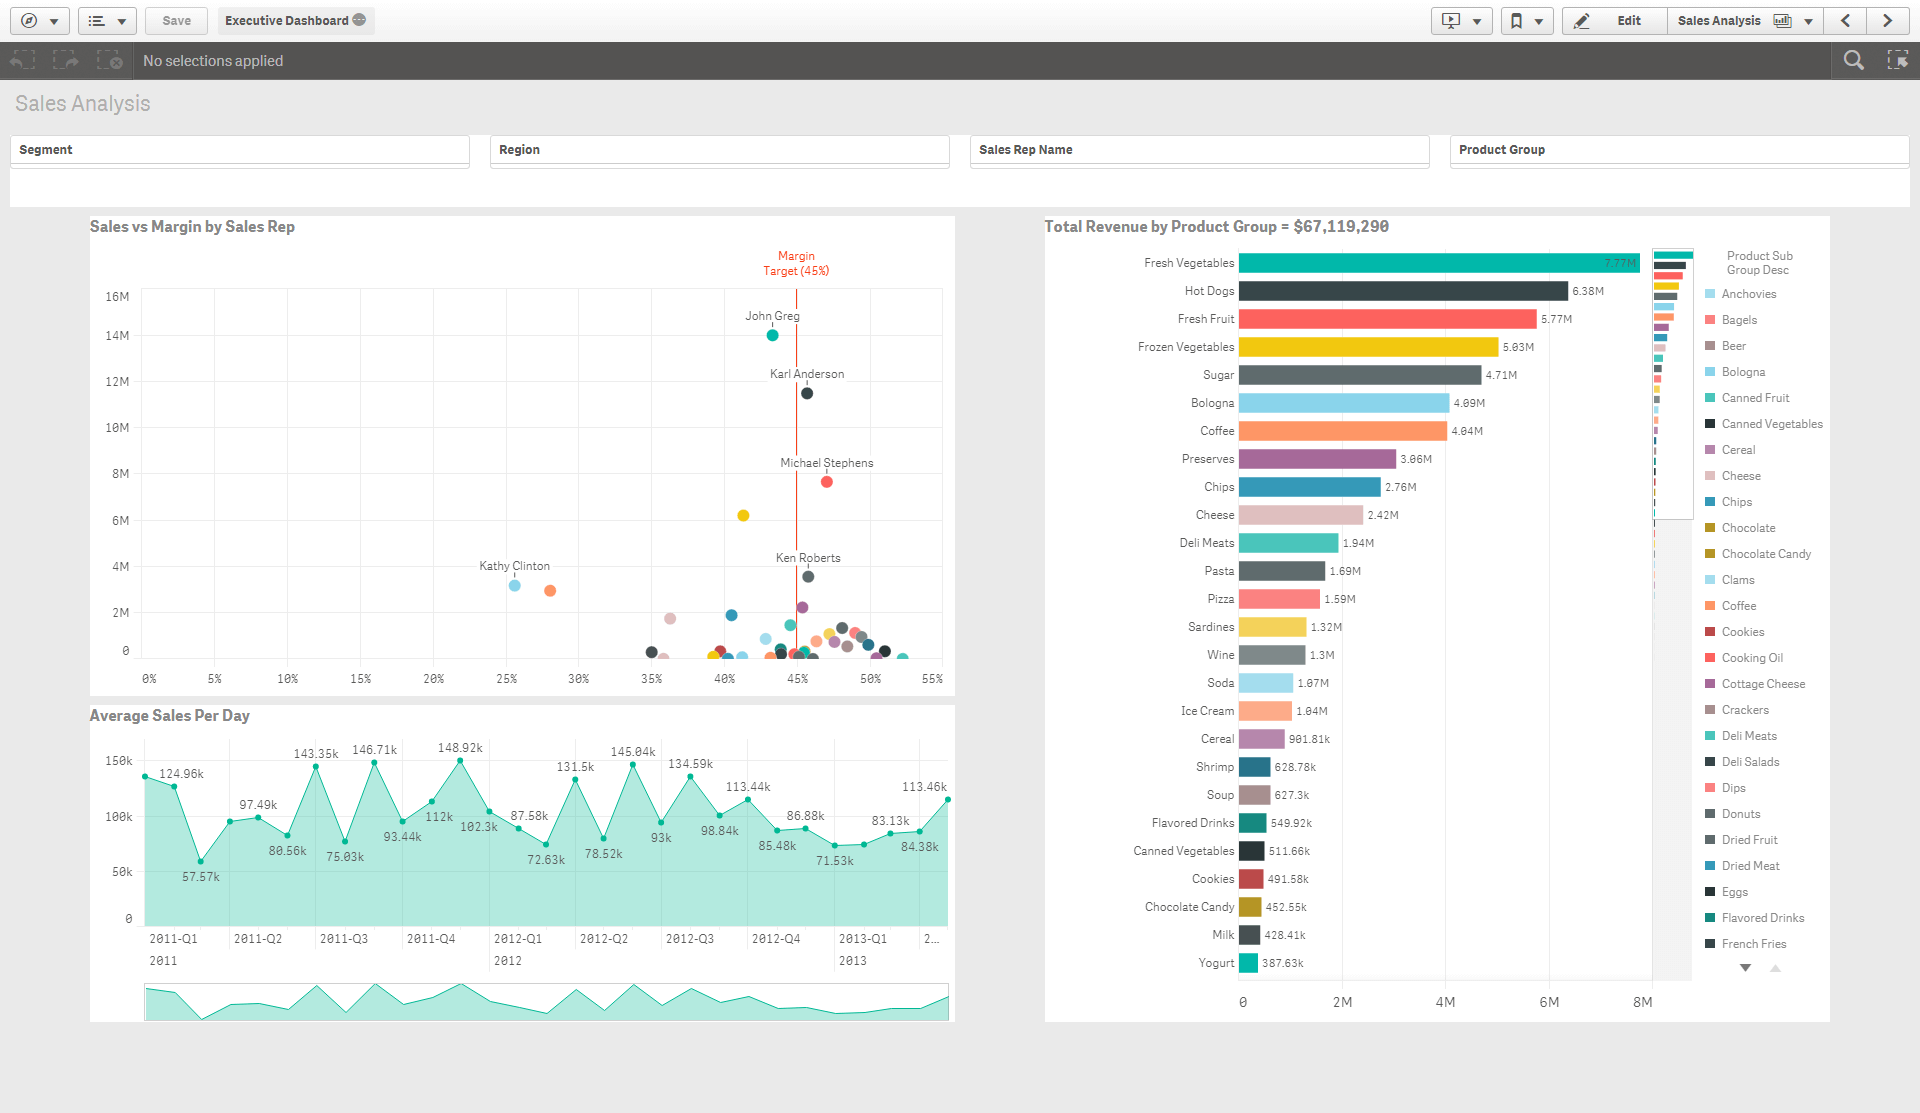 Save
Executive Dashboard
Edit
Sales Analysis
No selections applied
Sales Analysis
Segment
Region
Sales Rep Name
Product Group
Sales vs Margin by Sales Rep
Margin
Target (45%)
16M
14M
12M
10M
8M
6M
4M
2M
0
John Greg
Karl Anderson
Michael Stephens
Ken Roberts
Kathy Clinton
0%
5%
10%
15%
20%
25%
30%
35%
40%
45%
50%
55%
Average Sales Per Day
150k
100k
50k
0
124.96k
57.57k
97.49k
80.56k
143.35k
75.03k
146.71k
93.44k
112k
148.92k
102.3k
87.58k
72.63k
131.5k
78.52k
145.04k
93k
134.59k
98.84k
113.44k
85.48k
86.88k
71.53k
83.13k
84.38k
113.46k
2011-Q1
2011-Q2
2011-Q3
2011-Q4
2012-Q1
2012-Q2
2012-Q3
2012-Q4
2013-Q1
2...
2011
2012
2013
Total Revenue by Product Group = $67,119,290
Fresh Vegetables 7.77M
Hot Dogs 6.38M
Fresh Fruit 5.77M
Frozen Vegetables 5.03M
Sugar 4.71M
Bologna 4.09M
Coffee 4.04M
Preserves 3.06M
Chips 2.76M
Cheese 2.42M
Deli Meats 1.94M
Pasta 1.69M
Pizza 1.59M
Sardines 1.32M
Wine 1.3M
Soda 1.07M
Ice Cream 1.04M
Cereal 901.81k
Shrimp 628.78k
Soup 627.3k
Flavored Drinks 549.92k
Canned Vegetables 511.66k
Cookies 491.58k
Chocolate Candy 452.55k
Milk 428.41k
Yogurt 387.63k
0
2M
4M
6M
8M
Product Sub
Group Desc
Anchovies
Bagels
Beer
Bologna
Canned Fruit
Canned Vegetables
Cereal
Cheese
Chips
Chocolate
Chocolate Candy
Clams
Coffee
Cookies
Cooking Oil
Cottage Cheese
Crackers
Deli Meats
Deli Salads
Dips
Donuts
Dried Fruit
Dried Meat
Eggs
Flavored Drinks
French Fries